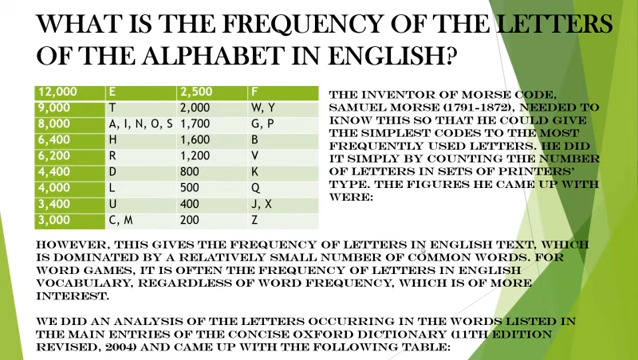 WHAT IS THE FREQUENCY OF THE LETTERS
OF THE ALPHABET IN ENGLISH?
12,000 E 2,500 F
9,000 T 2,000 W, Y
8,000 A, I, N, O, S 1,700 G, P
6,400 H 1,600 B
6,200 R 1,200 V
4,400 D 800 K
4,000 L 500 Q
3,400 U 400 J, X
3,000 C, M 200 Z
THE INVENTOR OF MORSE CODE,
SAMUEL MORSE (1791-1872), NEEDED TO
KNOW THIS SO THAT HE COULD GIVE
THE SIMPLEST CODES TO THE MOST
FREQUENTLY USED LETTERS. HE DID
IT SIMPLY BY COUNTING THE NUMBER
OF LETTERS IN SETS OF PRINTERS'
TYPE. THE FIGURES HE CAME UP WITH
WERE:
HOWEVER, THIS GIVES THE FREQUENCY OF LETTERS IN ENGLISH TEXT, WHICH
IS DOMINATED BY A RELATIVELY SMALL NUMBER OF COMMON WORDS. FOR
WORD GAMES, IT IS OFTEN THE FREQUENCY OF LETTERS IN ENGLISH
VOCABULARY, REGARDLESS OF WORD FREQUENCY, WHICH IS OF MORE
INTEREST.
WE DID AN ANALYSIS OF THE LETTERS OCCURRING IN THE WORDS LISTED IN
THE MAIN ENTRIES OF THE CONCISE OXFORD DICTIONARY (11TH EDITION
REVISED, 2004) AND CAME UP WITH THE FOLLOWING TABLE: